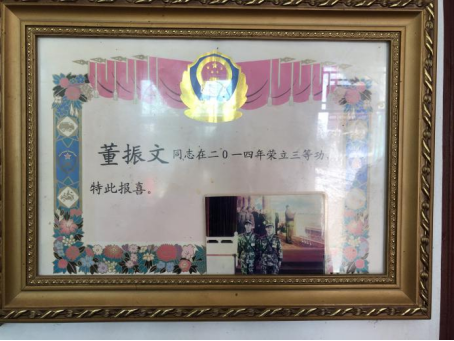 董振文同志在二0一四年荣立三等功,
特此报喜。